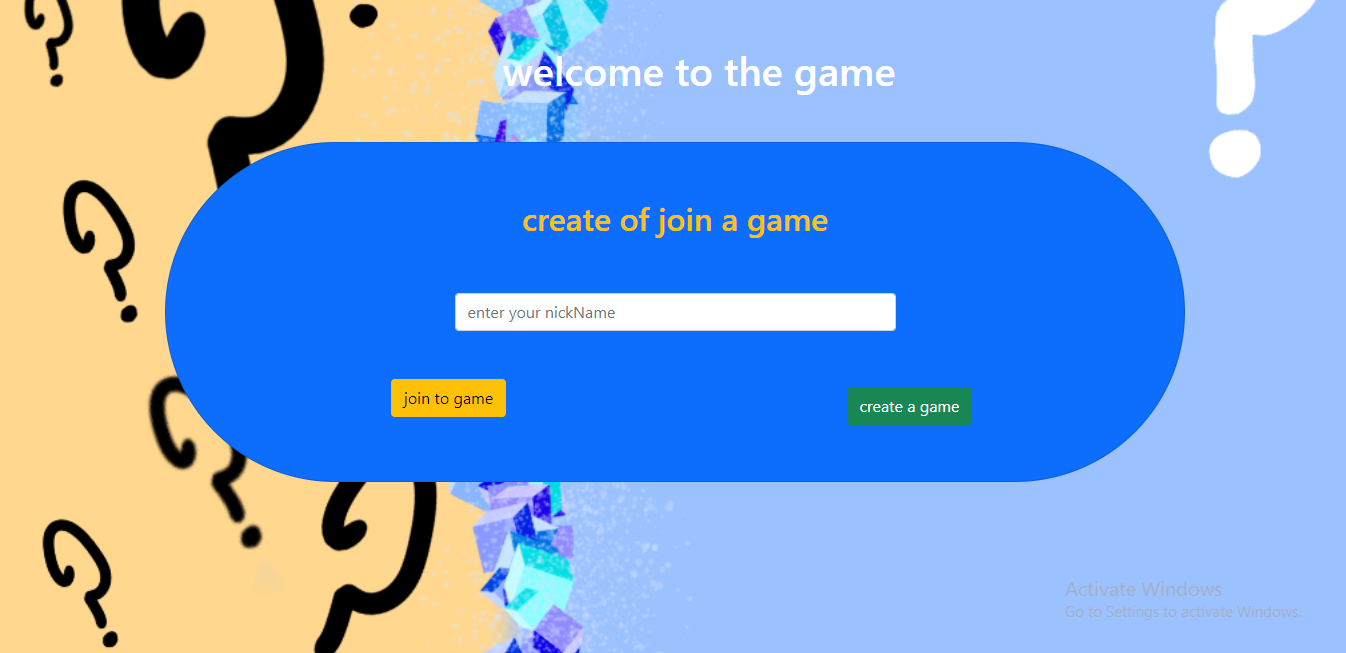 welcome to the game
create of join a game
enter your nickName
join to game
create a game
Activate Windows
Go to Settings to activate Windows.